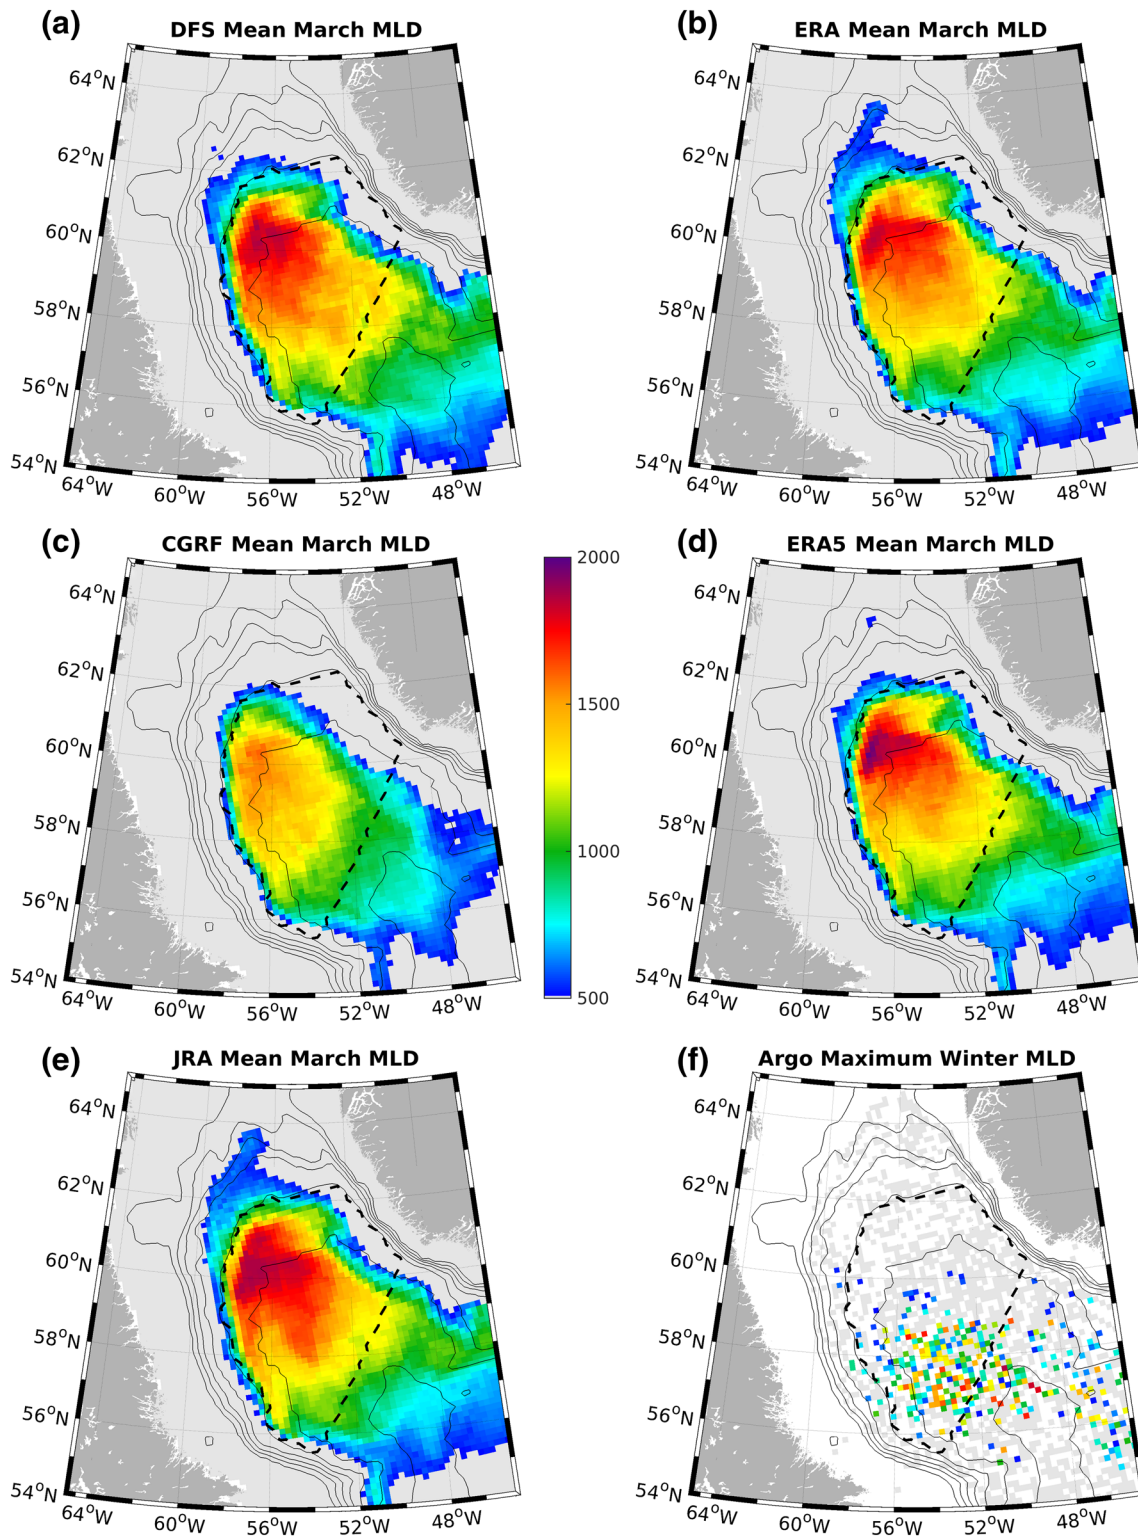 (a)
DFS Mean March MLD
64°N
62°N
60°N
58°N
56°N
54°N
64°W
60°W
56°W
52°W
48°W
(b)
ERA Mean March MLD
64°N
62°N
60°N
58°N
56°N
54°N
64°W
60°W
56°W
52°W
48°W
(c)
CGRF Mean March MLD
64°N
62°N
60°N
58°N
56°N
54°N
64°W
60°W
56°W
52°W
48°W
2000
1500
1000
500
(d)
ERA5 Mean March MLD
64°N
62°N
60°N
58°N
56°N
54°N
64°W
60°W
56°W
52°W
48°W
(e)
JRA Mean March MLD
64°N
62°N
60°N
58°N
56°N
54°N
64°W
60°W
56°W
52°W
48°W
(f)
Argo Maximum Winter MLD
64°N
62°N
60°N
58°N
56°N
54°N
64°W
60°W
56°W
52°W
48°W